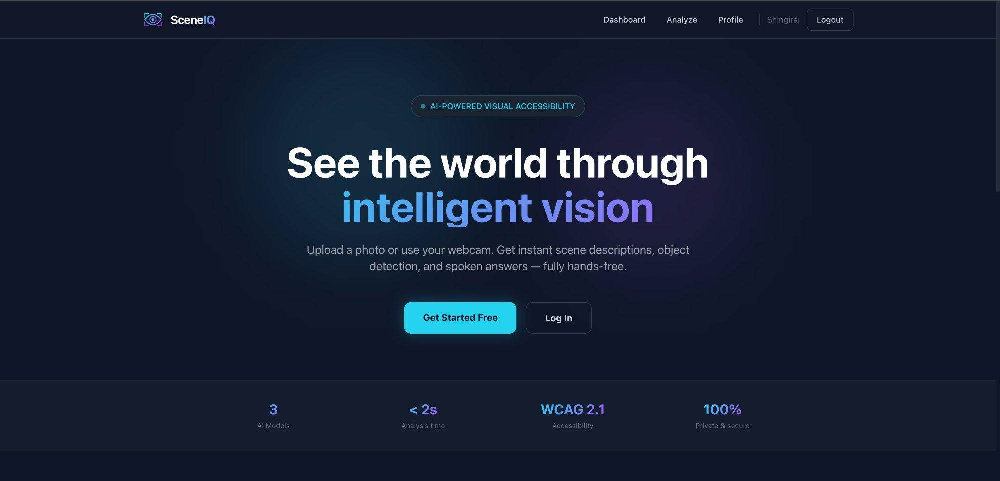 SceneIQ
Dashboard
Analyze
Profile
Shingirai
Logout
AI-POWERED VISUAL ACCESSIBILITY
See the world through
intelligent vision
Upload a photo or use your webcam. Get instant scene descriptions, object
detection, and spoken answers — fully hands-free.
Get Started Free
Log In
3
AI Models
< 2s
Analysis time
WCAG 2.1
Accessibility
100%
Private & secure